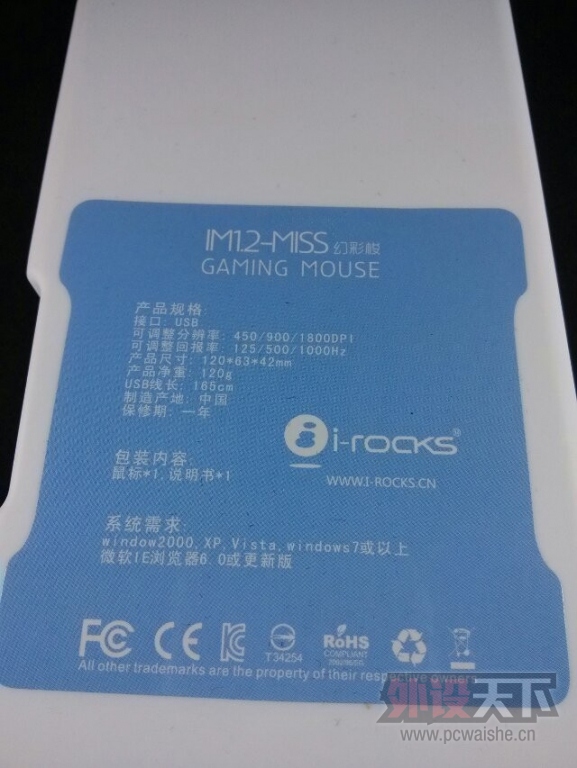 IM1.2-MISS 幻彩梭
GAMING MOUSE
产品规格:
接口: USB
可调整分辨率: 450/900/1800DPI
可调整回报率: 125/500/1000Hz
产品尺寸: 120*63*42mm
产品净重: 120g
USB线长: 165cm
制造产地: 中国
保修期: 一年
i-rocks®
WWW.I-ROCKS.CN
包装内容:
鼠标*1,说明书*1
系统需求:
window2000,XP,Vista,windows7或以上
微软IE浏览器6.0或更新版
FC CE
T34254
RoHS
COMPLIANT
All other trademarks are the property of their respective owners
外设天下
www.pcwaishe.cn